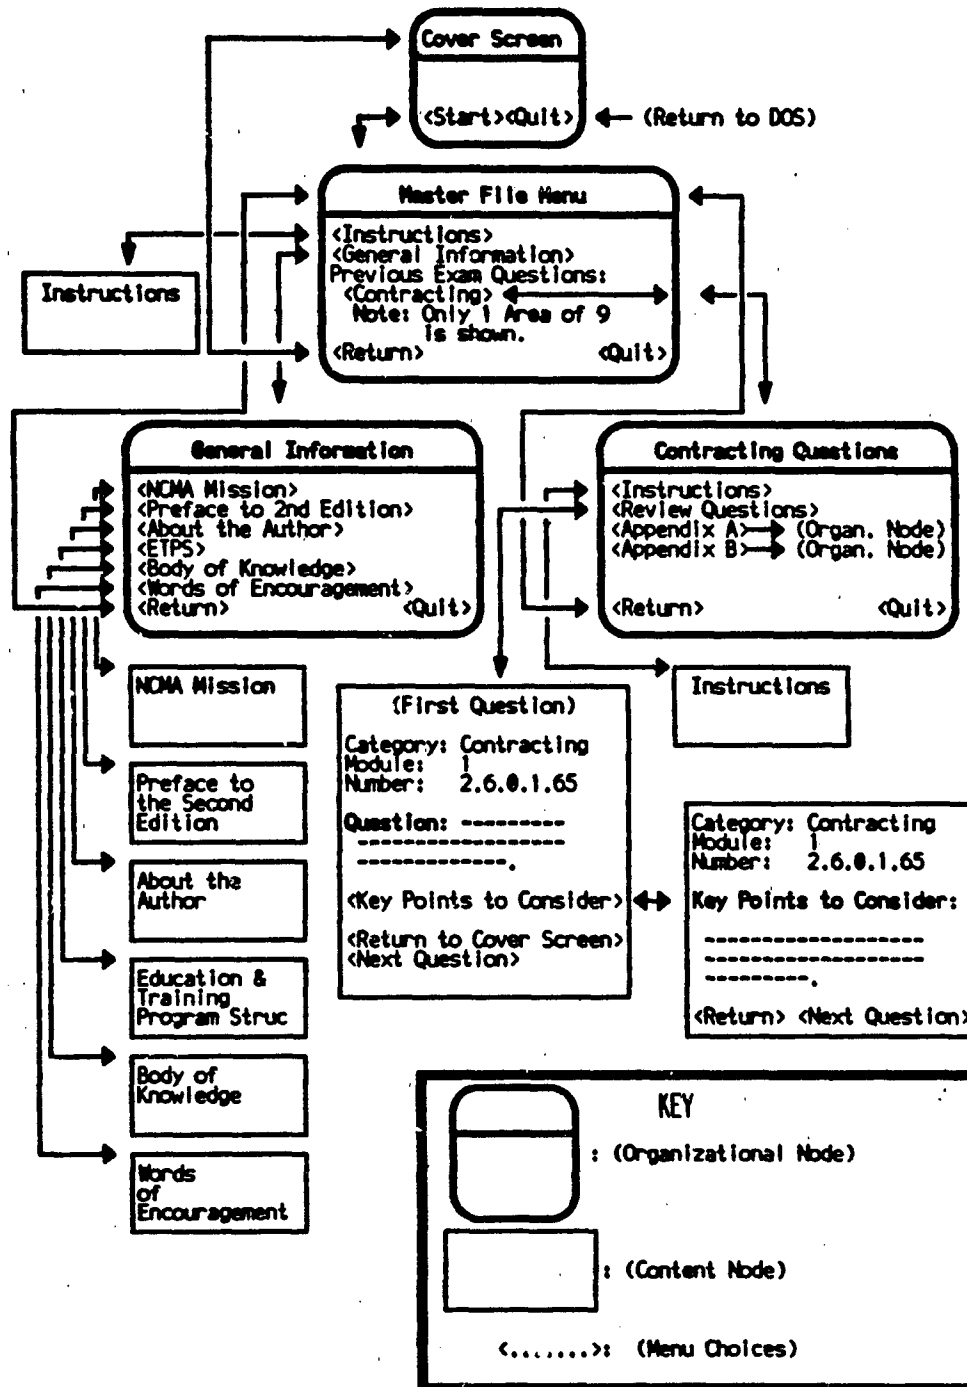 Cover Screen
<Start><Quit>
(Return to DOS)
Master File Menu
<Instructions>
<General Information>
Previous Exam Questions:
<Contracting>
Note: Only 1 Area of 9
is shown.
<Return> <Quit>
Instructions
General Information
<NCMA Mission>
<Preface to 2nd Edition>
<About the Author>
<ETPS>
<Body of Knowledge>
<Words of Encouragement>
<Return> <Quit>
Contracting Questions
<Instructions>
<Review Questions>
<Appendix A> (Organ. Node)
<Appendix B> (Organ. Node)
<Return> <Quit>
NCMA Mission
Preface to
the Second
Edition
About the
Author
Education &
Training
Program Struc
Body of
Knowledge
Words
of
Encouragement
(First Question)
Category: Contracting
Module: 1
Number: 2.6.0.1.65
Question: ---------
------------------
-------------.
<Key Points to Consider>
<Return to Cover Screen>
<Next Question>
Instructions
Category: Contracting
Module: 1
Number: 2.6.0.1.65
Key Points to Consider:
-------------------
-------------------
---------.
<Return> <Next Question>
KEY
: (Organizational Node)
: (Content Node)
<.......>: (Menu Choices)